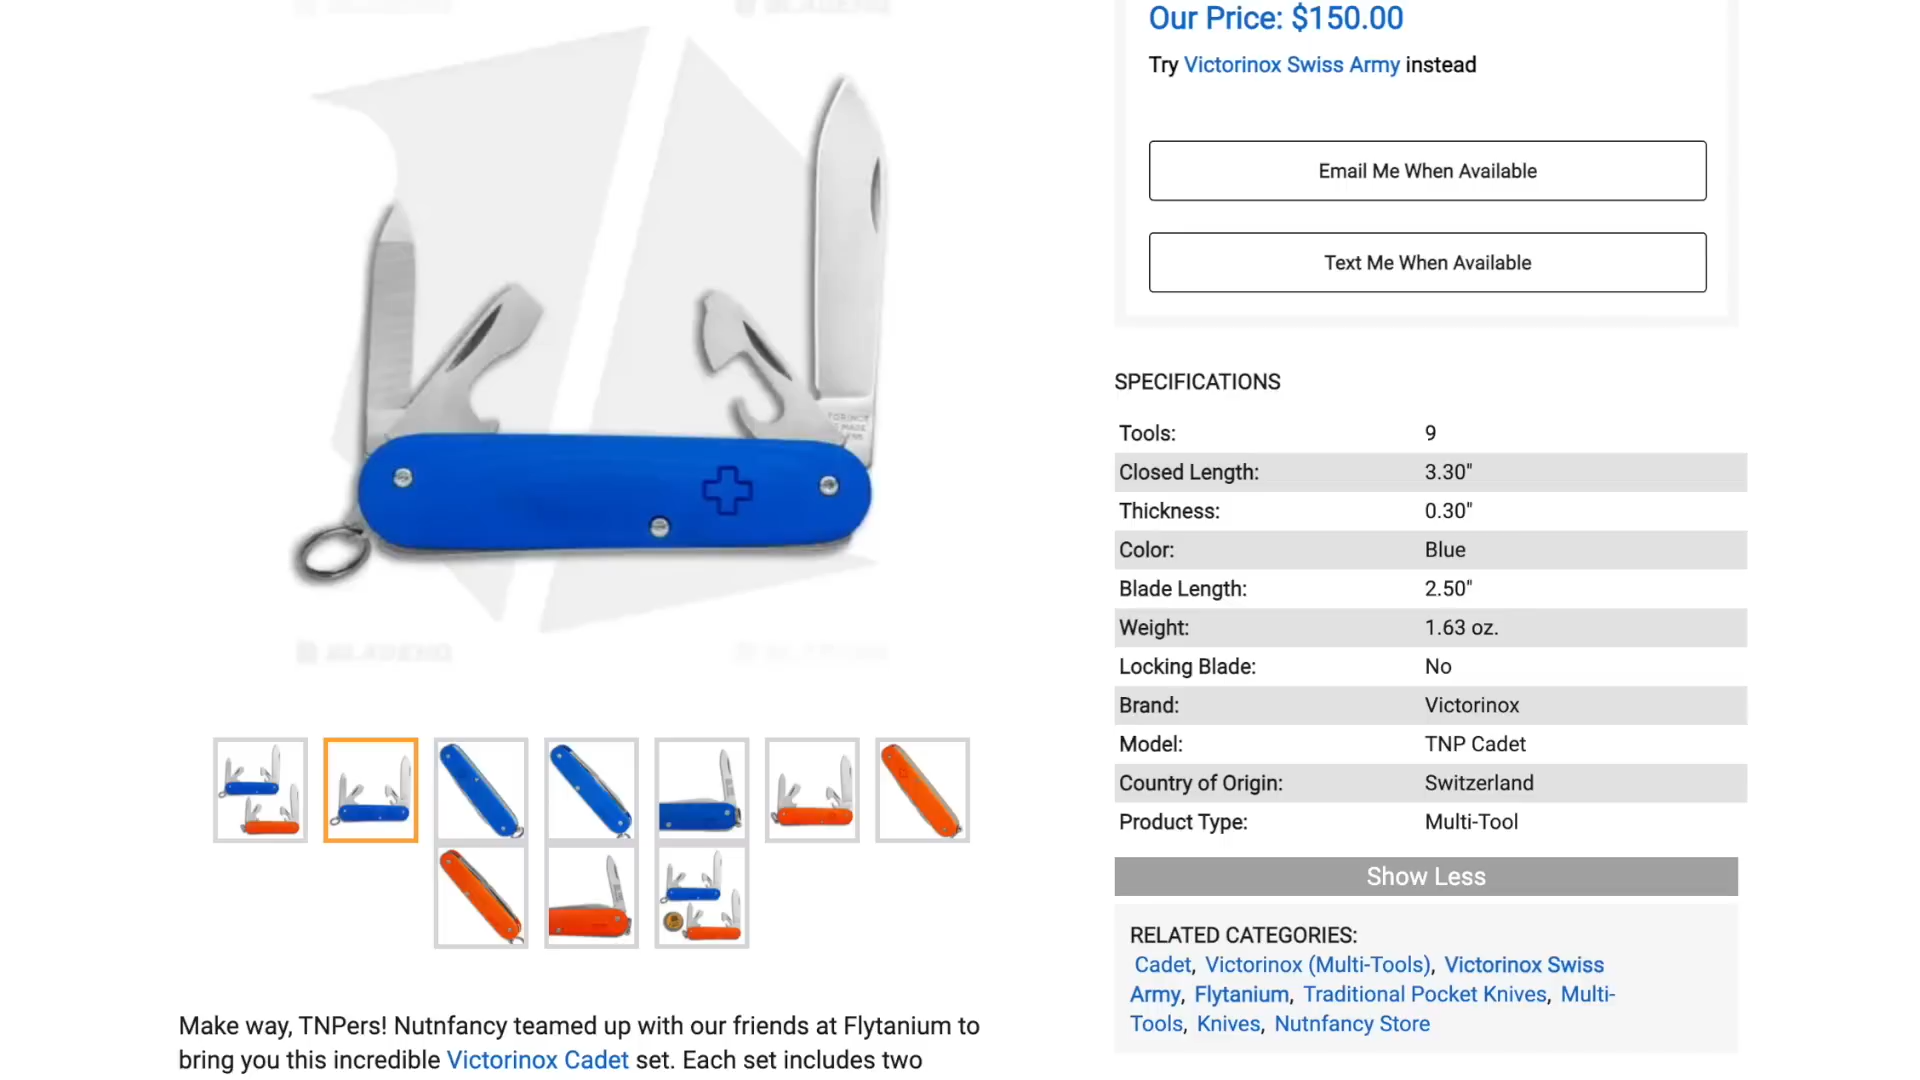 Our Price: $150.00
Try Victorinox Swiss Army instead
Email Me When Available
Text Me When Available
SPECIFICATIONS
Tools: 9
Closed Length: 3.30"
Thickness: 0.30"
Color: Blue
Blade Length: 2.50"
Weight: 1.63 oz.
Locking Blade: No
Brand: Victorinox
Model: TNP Cadet
Country of Origin: Switzerland
Product Type: Multi-Tool
Show Less
RELATED CATEGORIES:
Cadet, Victorinox (Multi-Tools), Victorinox Swiss
Army, Flytanium, Traditional Pocket Knives, Multi-
Tools, Knives, Nutnfancy Store
Make way, TNPers! Nutnfancy teamed up with our friends at Flytanium to
bring you this incredible Victorinox Cadet set. Each set includes two